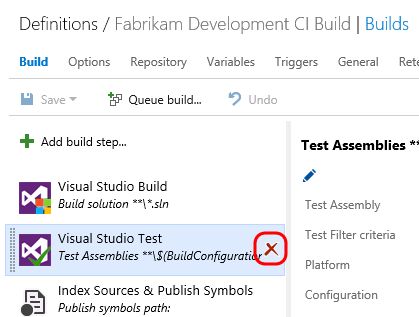 Definitions / Fabrikam Development CI Build | Builds
Build Options Repository Variables Triggers General
Save Queue build... Undo
Add build step...
Test Assemblies **
Visual Studio Build
Build solution **\*.sln
Test Assembly
Visual Studio Test
Test Assemblies **\$(BuildConfiguration
Test Filter criteria
Platform
Index Sources & Publish Symbols
Publish symbols path:
Configuration